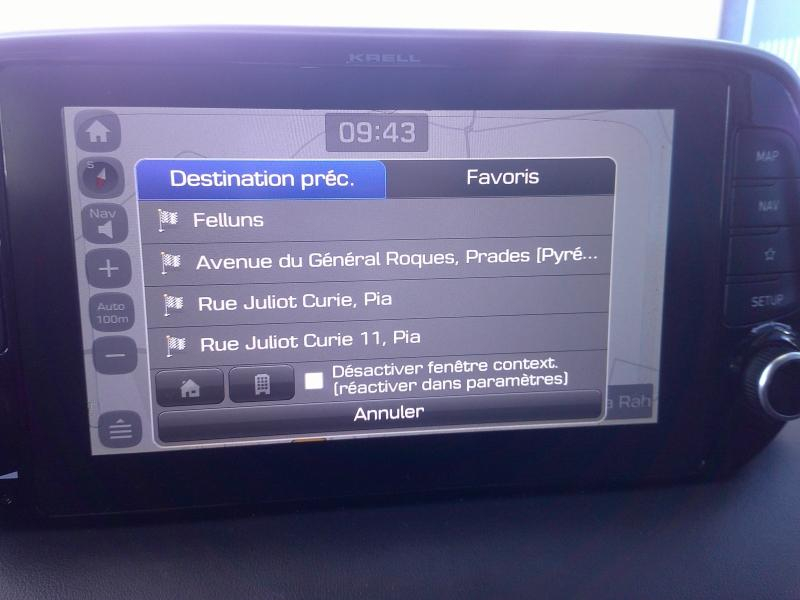 KRELL
09:43
S
Destination préc.
Favoris
Nav
Felluns
Avenue du Général Roques, Prades [Pyré...
Rue Juliot Curie, Pia
Auto
100m
Rue Juliot Curie 11, Pia
Désactiver fenêtre context.
(réactiver dans paramètres)
Annuler
a Rah
MAP
NAV
SETUP